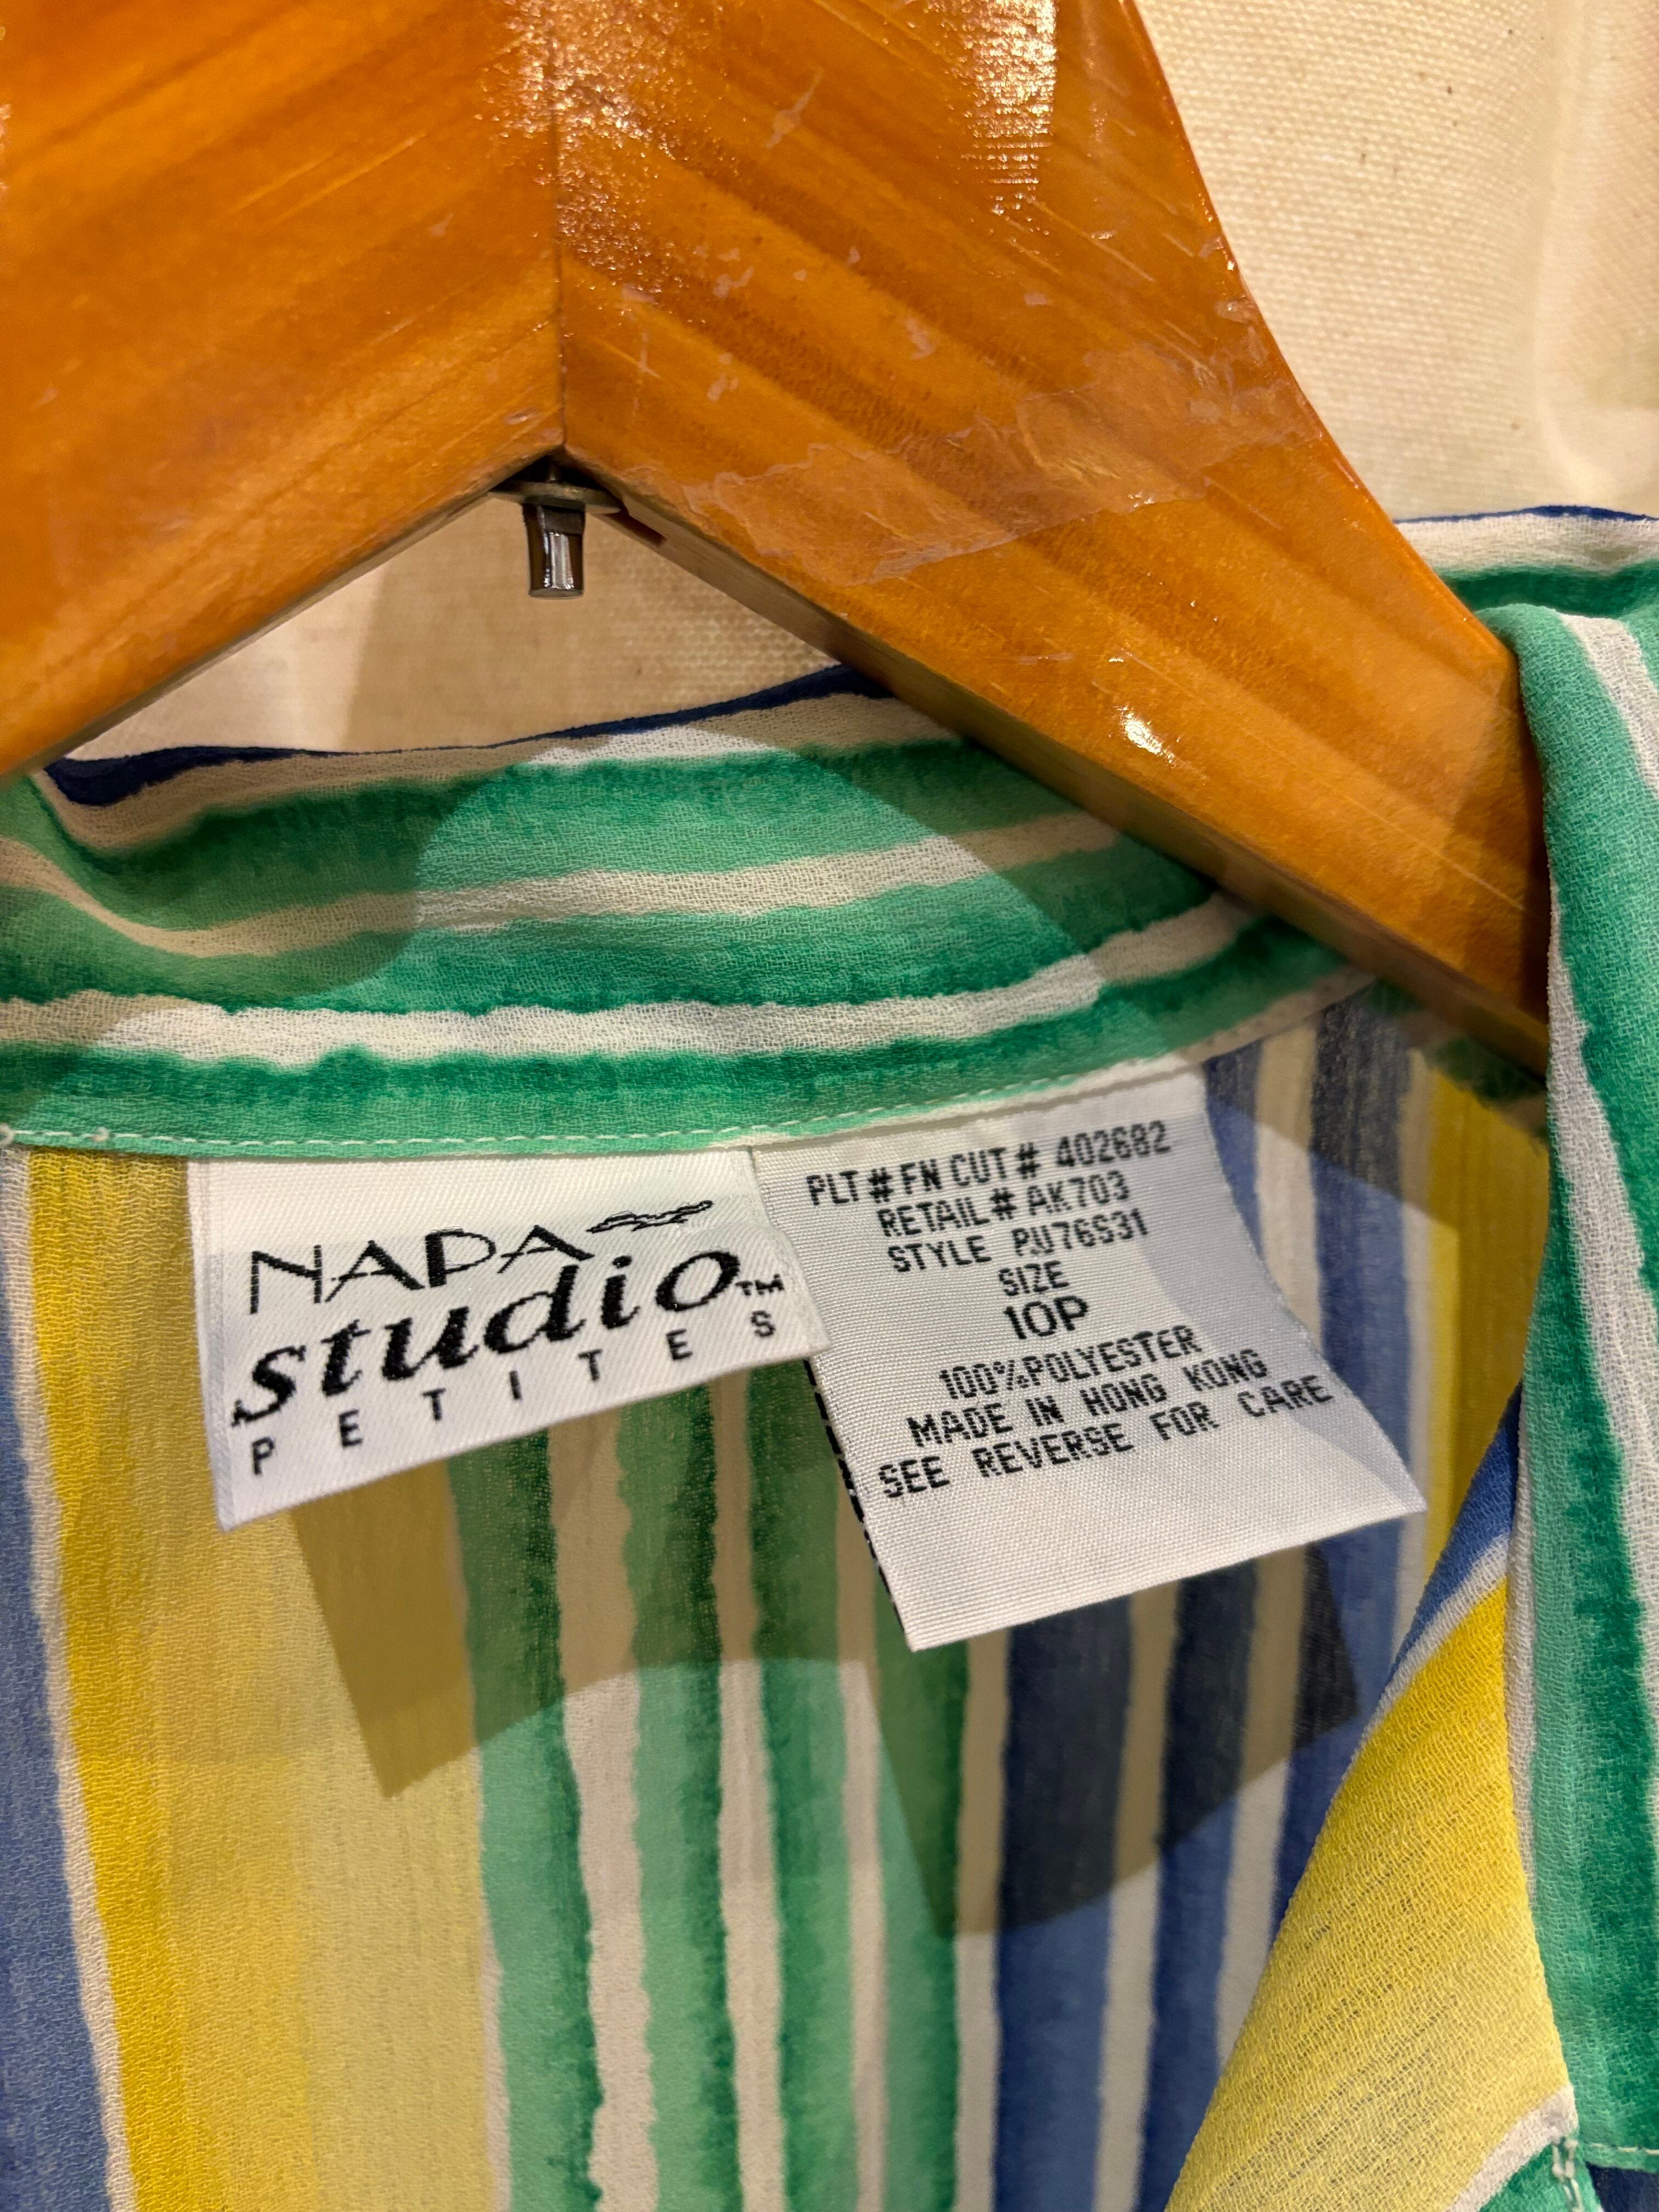 NAPA
studio™
PETITES
PLT# FN CUT# 402682
RETAIL# AK703
STYLE PU76S31
SIZE
10P
100%POLYESTER
MADE IN HONG KONG
SEE REVERSE FOR CARE